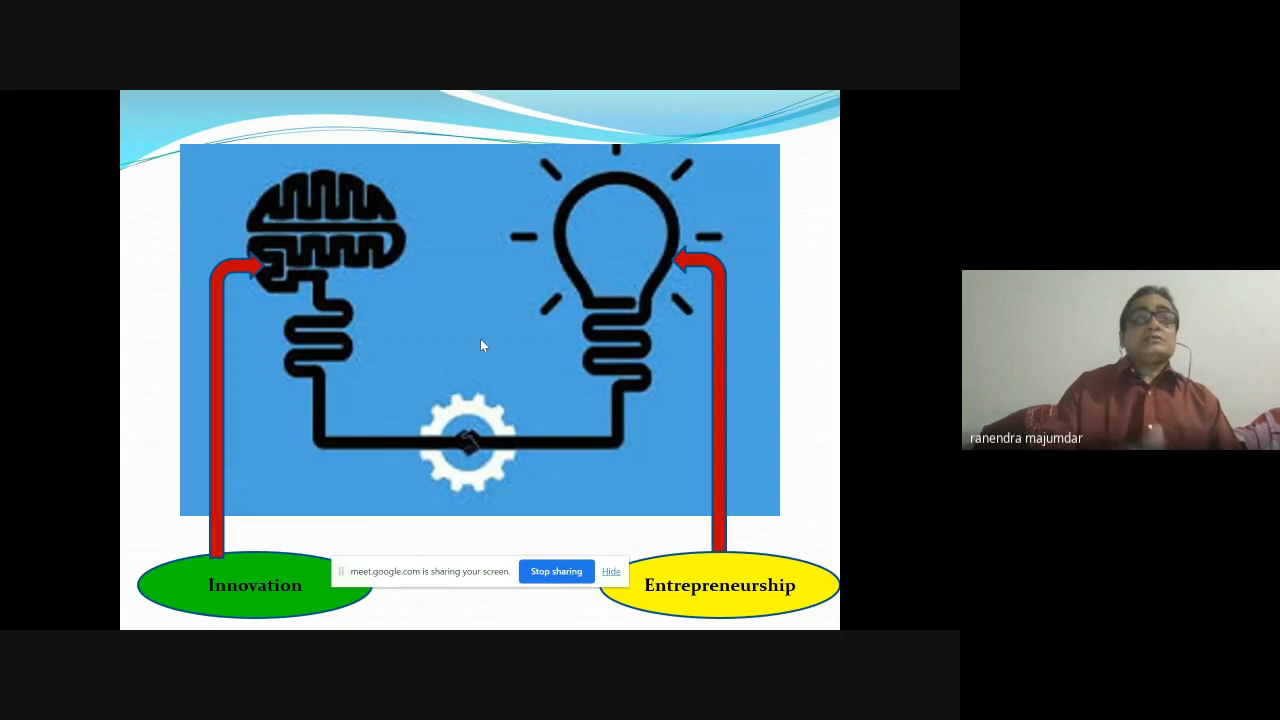 Innovation
meet.google.com is sharing your screen.
Stop sharing
Hide
Entrepreneurship
ranendra majumdar